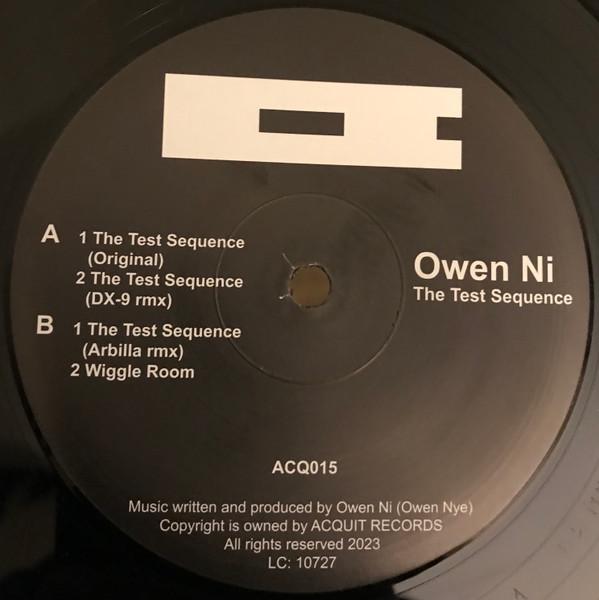 A 1 The Test Sequence
(Original)
2 The Test Sequence
(DX-9 rmx)
B 1 The Test Sequence
(Arbilla rmx)
2 Wiggle Room
Owen Ni
The Test Sequence
ACQ015
Music written and produced by Owen Ni (Owen Nye)
Copyright is owned by ACQUIT RECORDS
All rights reserved 2023
LC: 10727